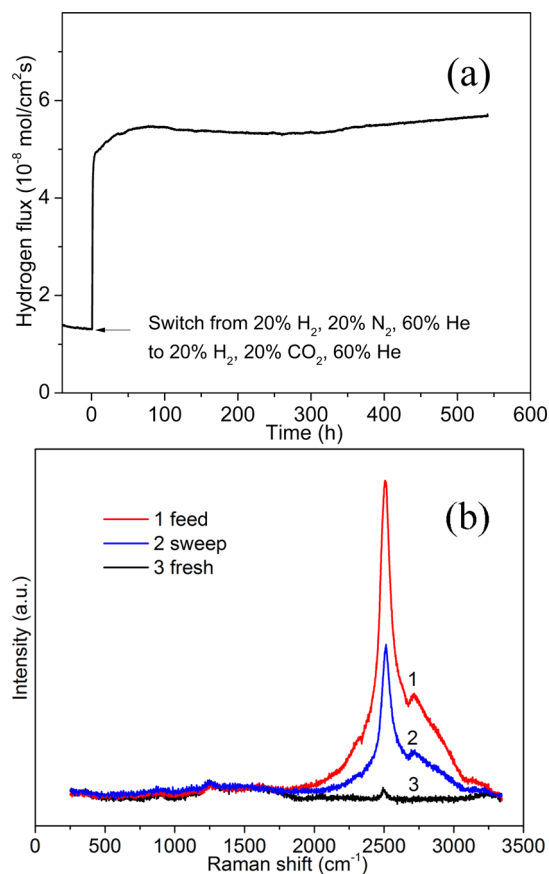 (a)
Hydrogen flux (10⁻⁸ mol/cm²s)
6
4
2
0
Switch from 20% H₂, 20% N₂, 60% He
to 20% H₂, 20% CO₂, 60% He
0 100 200 300 400 500 600
Time (h)
(b)
Intensity (a.u.)
1 feed
2 sweep
3 fresh
1
2
3
0 500 1000 1500 2000 2500 3000 3500
Raman shift (cm⁻¹)